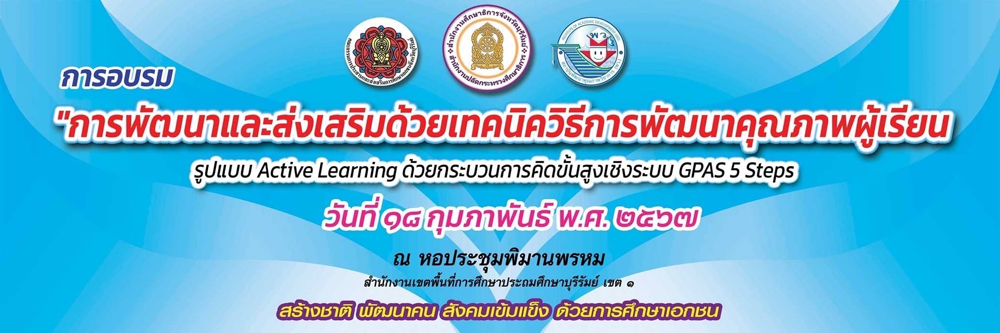 คณะกรรมการประสานและส่งเสริมการศึกษาเอกชนจังหวัดบุรีรัมย์
สำนักงานศึกษาธิการจังหวัดบุรีรัมย์
สำนักงานปลัดกระทรวงศึกษาธิการ
INSTITUTE OF ACADEMIC DEVELOPMENT (IAD)
พว
สถาบันพัฒนาคุณภาพวิชาการ (พว.)
การอบรม
"การพัฒนาและส่งเสริมด้วยเทคนิควิธีการพัฒนาคุณภาพผู้เรียน
รูปแบบ Active Learning ด้วยกระบวนการคิดขั้นสูงเชิงระบบ GPAS 5 Steps
วันที่ ๑๘ กุมภาพันธ์ พ.ศ. ๒๕๖๗
ณ หอประชุมพิมานพรหม
สำนักงานเขตพื้นที่การศึกษาประถมศึกษาบุรีรัมย์ เขต ๑
สร้างชาติ พัฒนาคน สังคมเข้มแข็ง ด้วยการศึกษาเอกชน